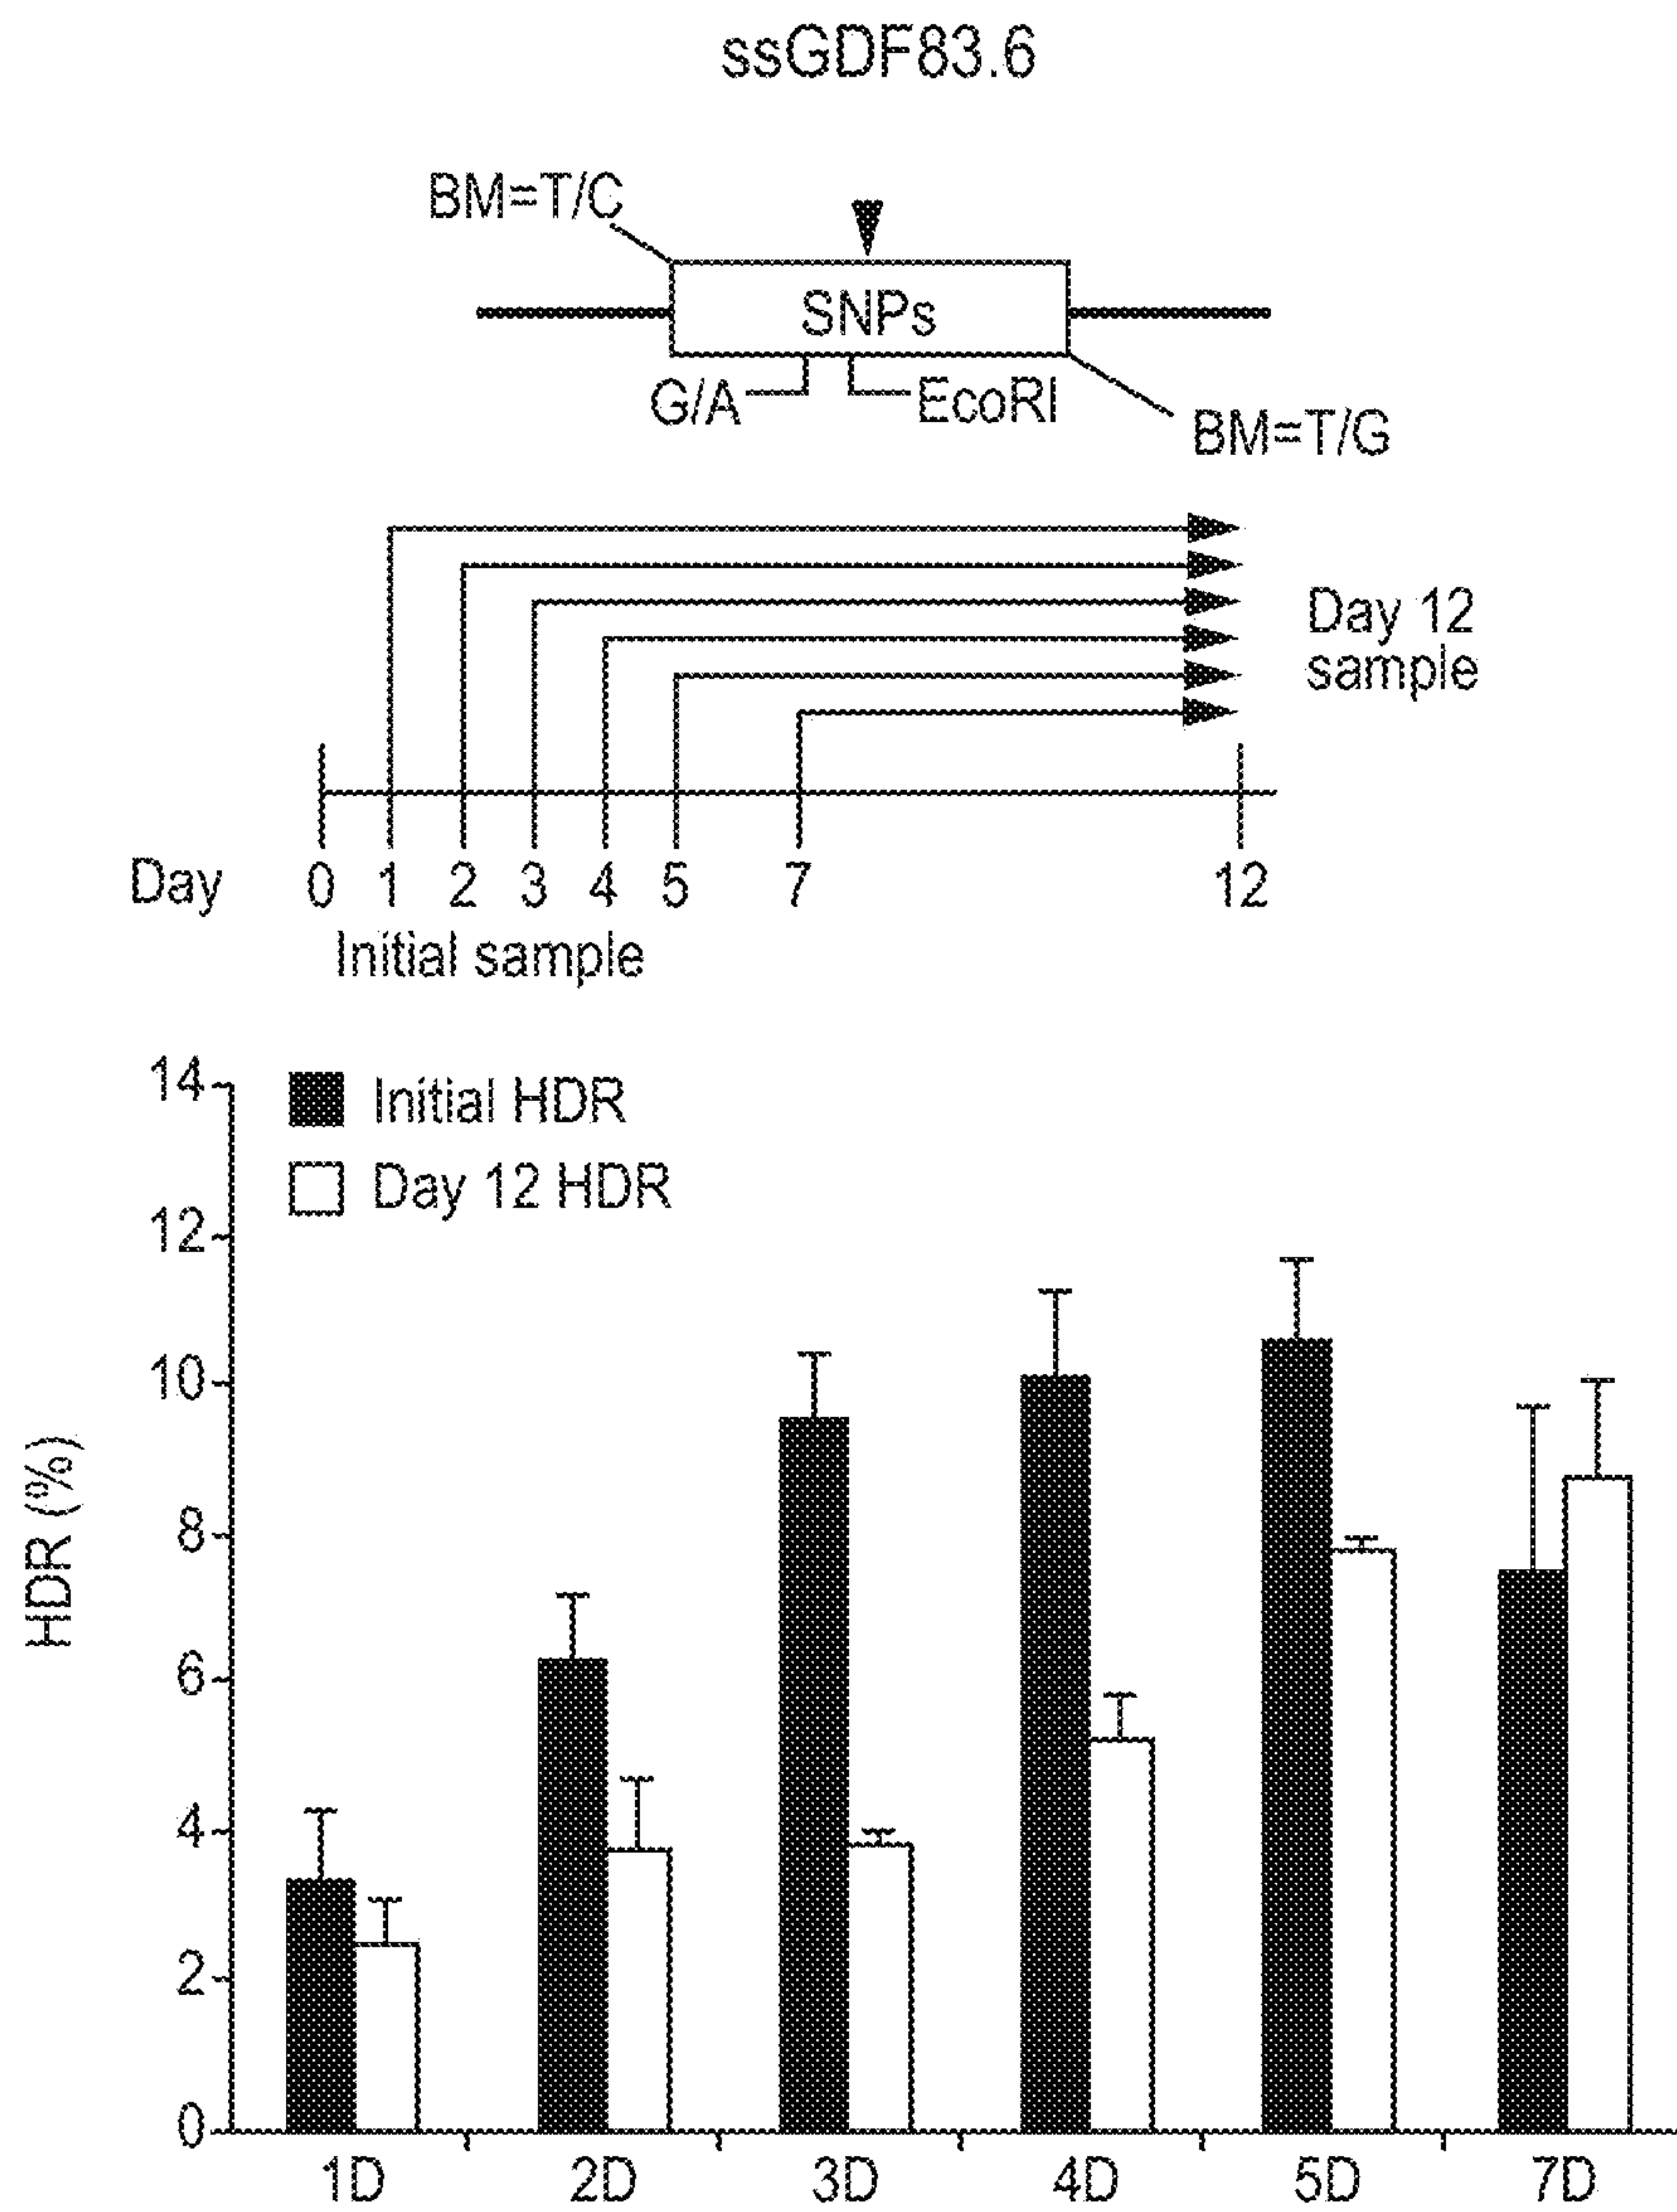 ssGDF83.6
BM=T/C
SNPs
G/A
EcoRI
BM=T/G
Day 12
sample
Day 0 1 2 3 4 5 7 12
Initial sample
14
12
10
8
6
4
2
0
HDR (%)
Initial HDR
Day 12 HDR
1D 2D 3D 4D 5D 7D